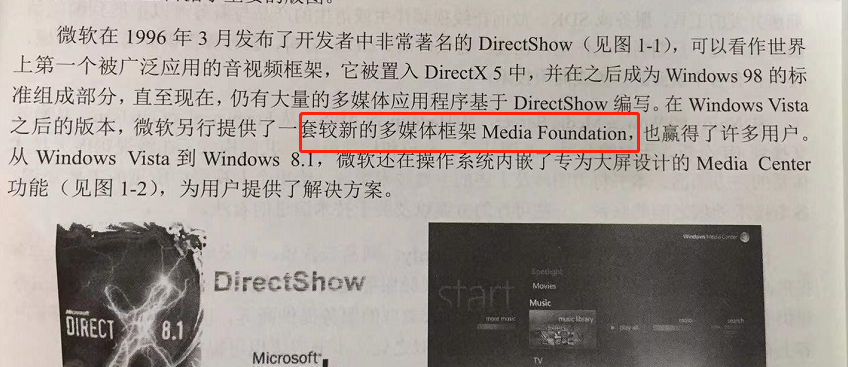 微软在 1996 年 3 月发布了开发者中非常著名的 DirectShow（见图 1-1），可以看作世界
上第一个被广泛应用的音视频框架，它被置入 DirectX 5 中，并在之后成为 Windows 98 的标
准组成部分，直至现在，仍有大量的多媒体应用程序基于 DirectShow 编写。在 Windows Vista
之后的版本，微软另行提供了一套较新的多媒体框架 Media Foundation，也赢得了许多用户。
从 Windows Vista 到 Windows 8.1，微软还在操作系统内嵌了专为大屏设计的 Media Center
功能（见图 1-2），为用户提供了解决方案。
Microsoft
DIRECT 8.1
DirectShow
Microsoft
Windows Media Center
start
Spotlight
Movies
Music
more music
music library
play all
radio
search
TV